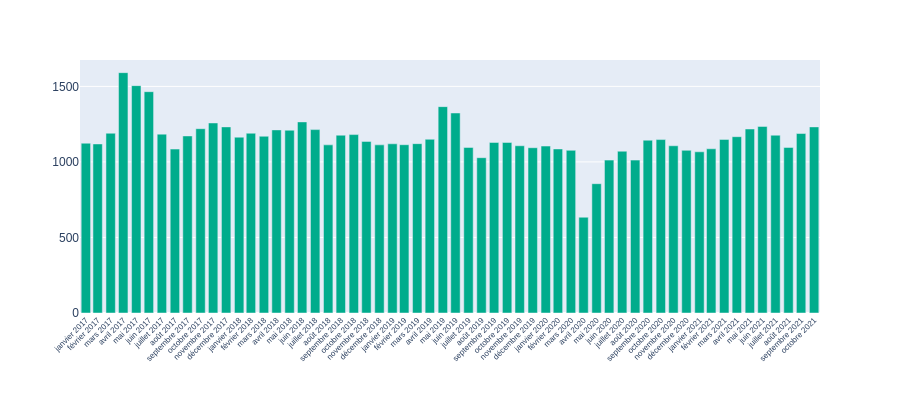 1500
1000
500
0
janvier 2017
février 2017
mars 2017
avril 2017
mai 2017
juin 2017
juillet 2017
août 2017
septembre 2017
octobre 2017
novembre 2017
décembre 2017
janvier 2018
février 2018
mars 2018
avril 2018
mai 2018
juin 2018
juillet 2018
août 2018
septembre 2018
octobre 2018
novembre 2018
décembre 2018
janvier 2019
février 2019
mars 2019
avril 2019
mai 2019
juin 2019
juillet 2019
août 2019
septembre 2019
octobre 2019
novembre 2019
décembre 2019
janvier 2020
février 2020
mars 2020
avril 2020
mai 2020
juin 2020
juillet 2020
août 2020
septembre 2020
octobre 2020
novembre 2020
décembre 2020
janvier 2021
février 2021
mars 2021
avril 2021
mai 2021
juin 2021
juillet 2021
août 2021
septembre 2021
octobre 2021